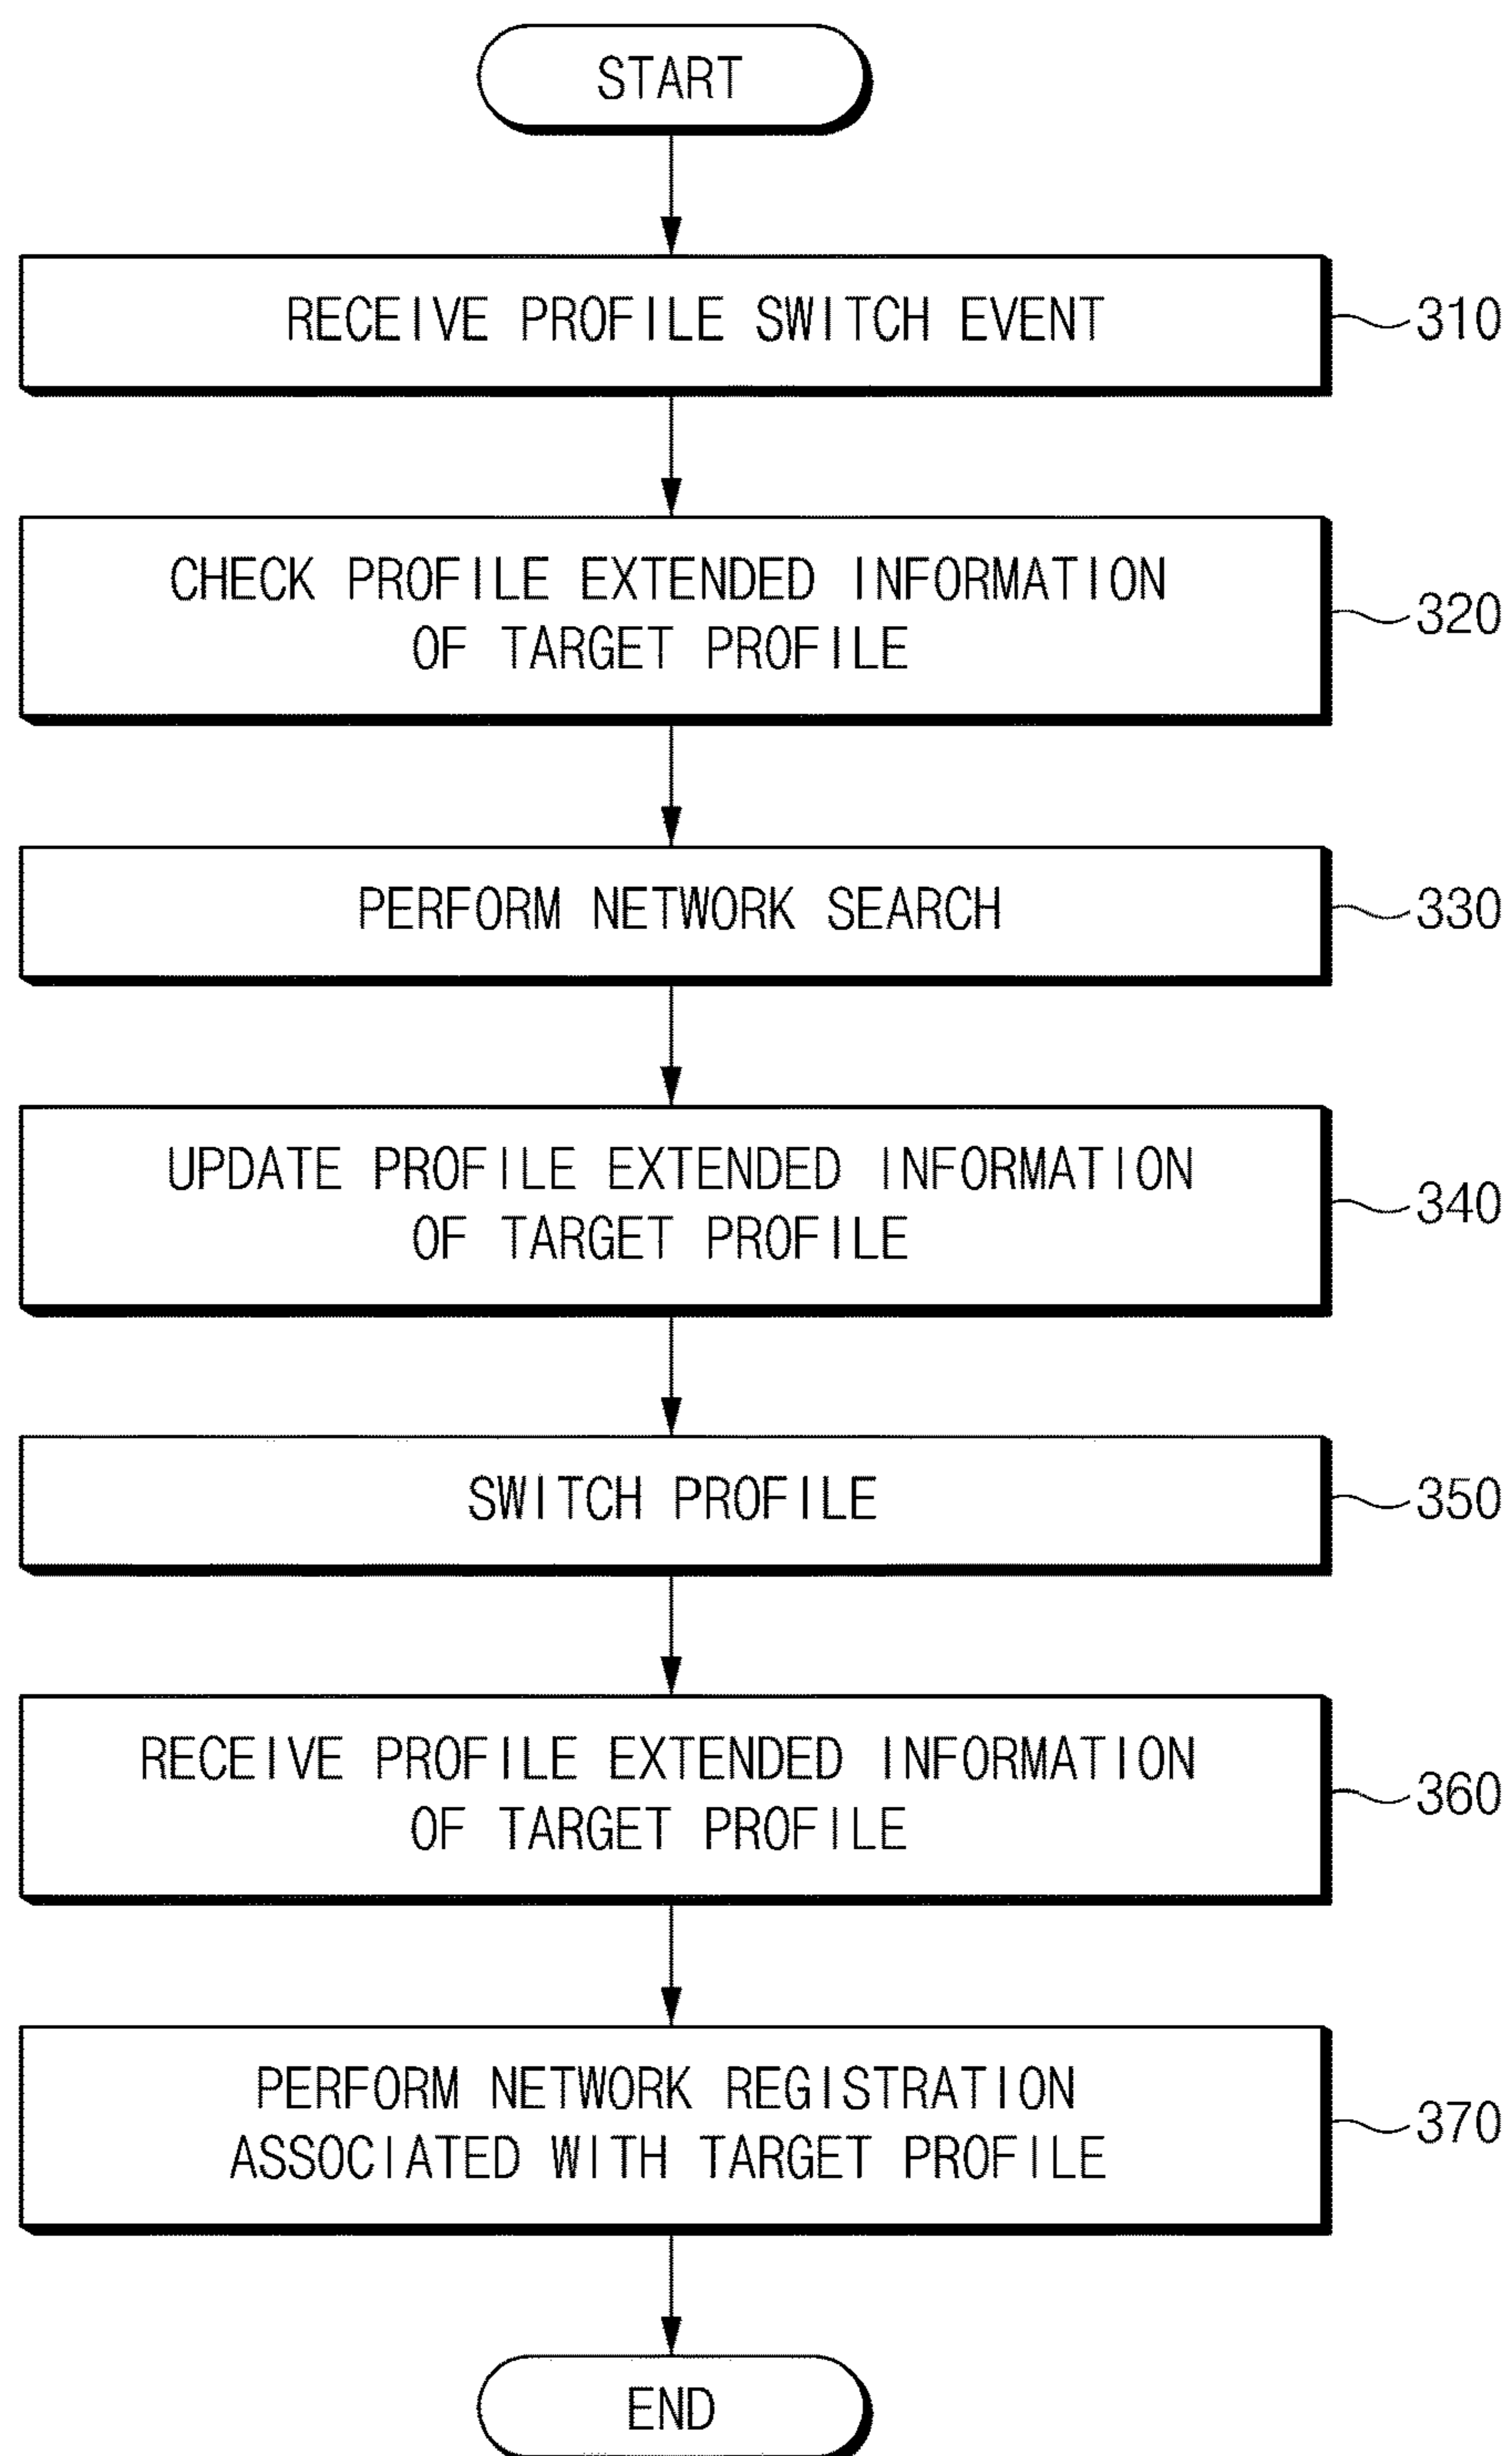 START
RECEIVE PROFILE SWITCH EVENT
310
CHECK PROFILE EXTENDED INFORMATION
OF TARGET PROFILE
320
PERFORM NETWORK SEARCH
330
UPDATE PROFILE EXTENDED INFORMATION
OF TARGET PROFILE
340
SWITCH PROFILE
350
RECEIVE PROFILE EXTENDED INFORMATION
OF TARGET PROFILE
360
PERFORM NETWORK REGISTRATION
ASSOCIATED WITH TARGET PROFILE
370
END